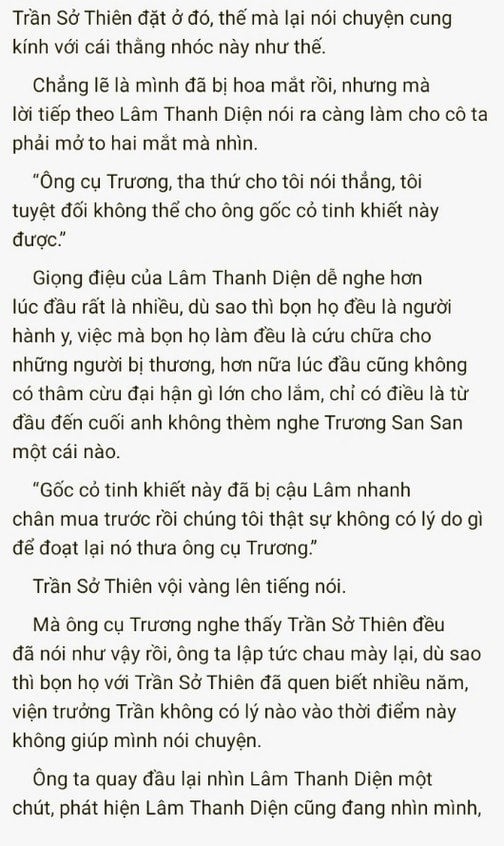 Trần Sở Thiên đặt ở đó, thế mà lại nói chuyện cung
kính với cái thằng nhóc này như thế.
Chẳng lẽ là mình đã bị hoa mắt rồi, nhưng mà
lời tiếp theo Lâm Thanh Diện nói ra càng làm cho cô ta
phải mở to hai mắt mà nhìn.
“Ông cụ Trương, tha thứ cho tôi nói thẳng, tôi
tuyệt đối không thể cho ông gốc cỏ tinh khiết này
được.”
Giọng điệu của Lâm Thanh Diện dễ nghe hơn
lúc đầu rất là nhiều, dù sao thì bọn họ đều là người
hành y, việc mà bọn họ làm đều là cứu chữa cho
những người bị thương, hơn nữa lúc đầu cũng không
có thâm cừu đại hận gì lớn cho lắm, chỉ có điều là từ
đầu đến cuối anh không thèm nghe Trương San San
một cái nào.
“Gốc cỏ tinh khiết này đã bị cậu Lâm nhanh
chân mua trước rồi chúng tôi thật sự không có lý do gì
để đoạt lại nó thưa ông cụ Trương.”
Trần Sở Thiên vội vàng lên tiếng nói.
Mà ông cụ Trương nghe thấy Trần Sở Thiên đều
đã nói như vậy rồi, ông ta lập tức chau mày lại, dù sao
thì bọn họ với Trần Sở Thiên đã quen biết nhiều năm,
viện trưởng Trần không có lý nào vào thời điểm này
không giúp mình nói chuyện.
Ông ta quay đầu lại nhìn Lâm Thanh Diện một
chút, phát hiện Lâm Thanh Diện cũng đang nhìn mình,